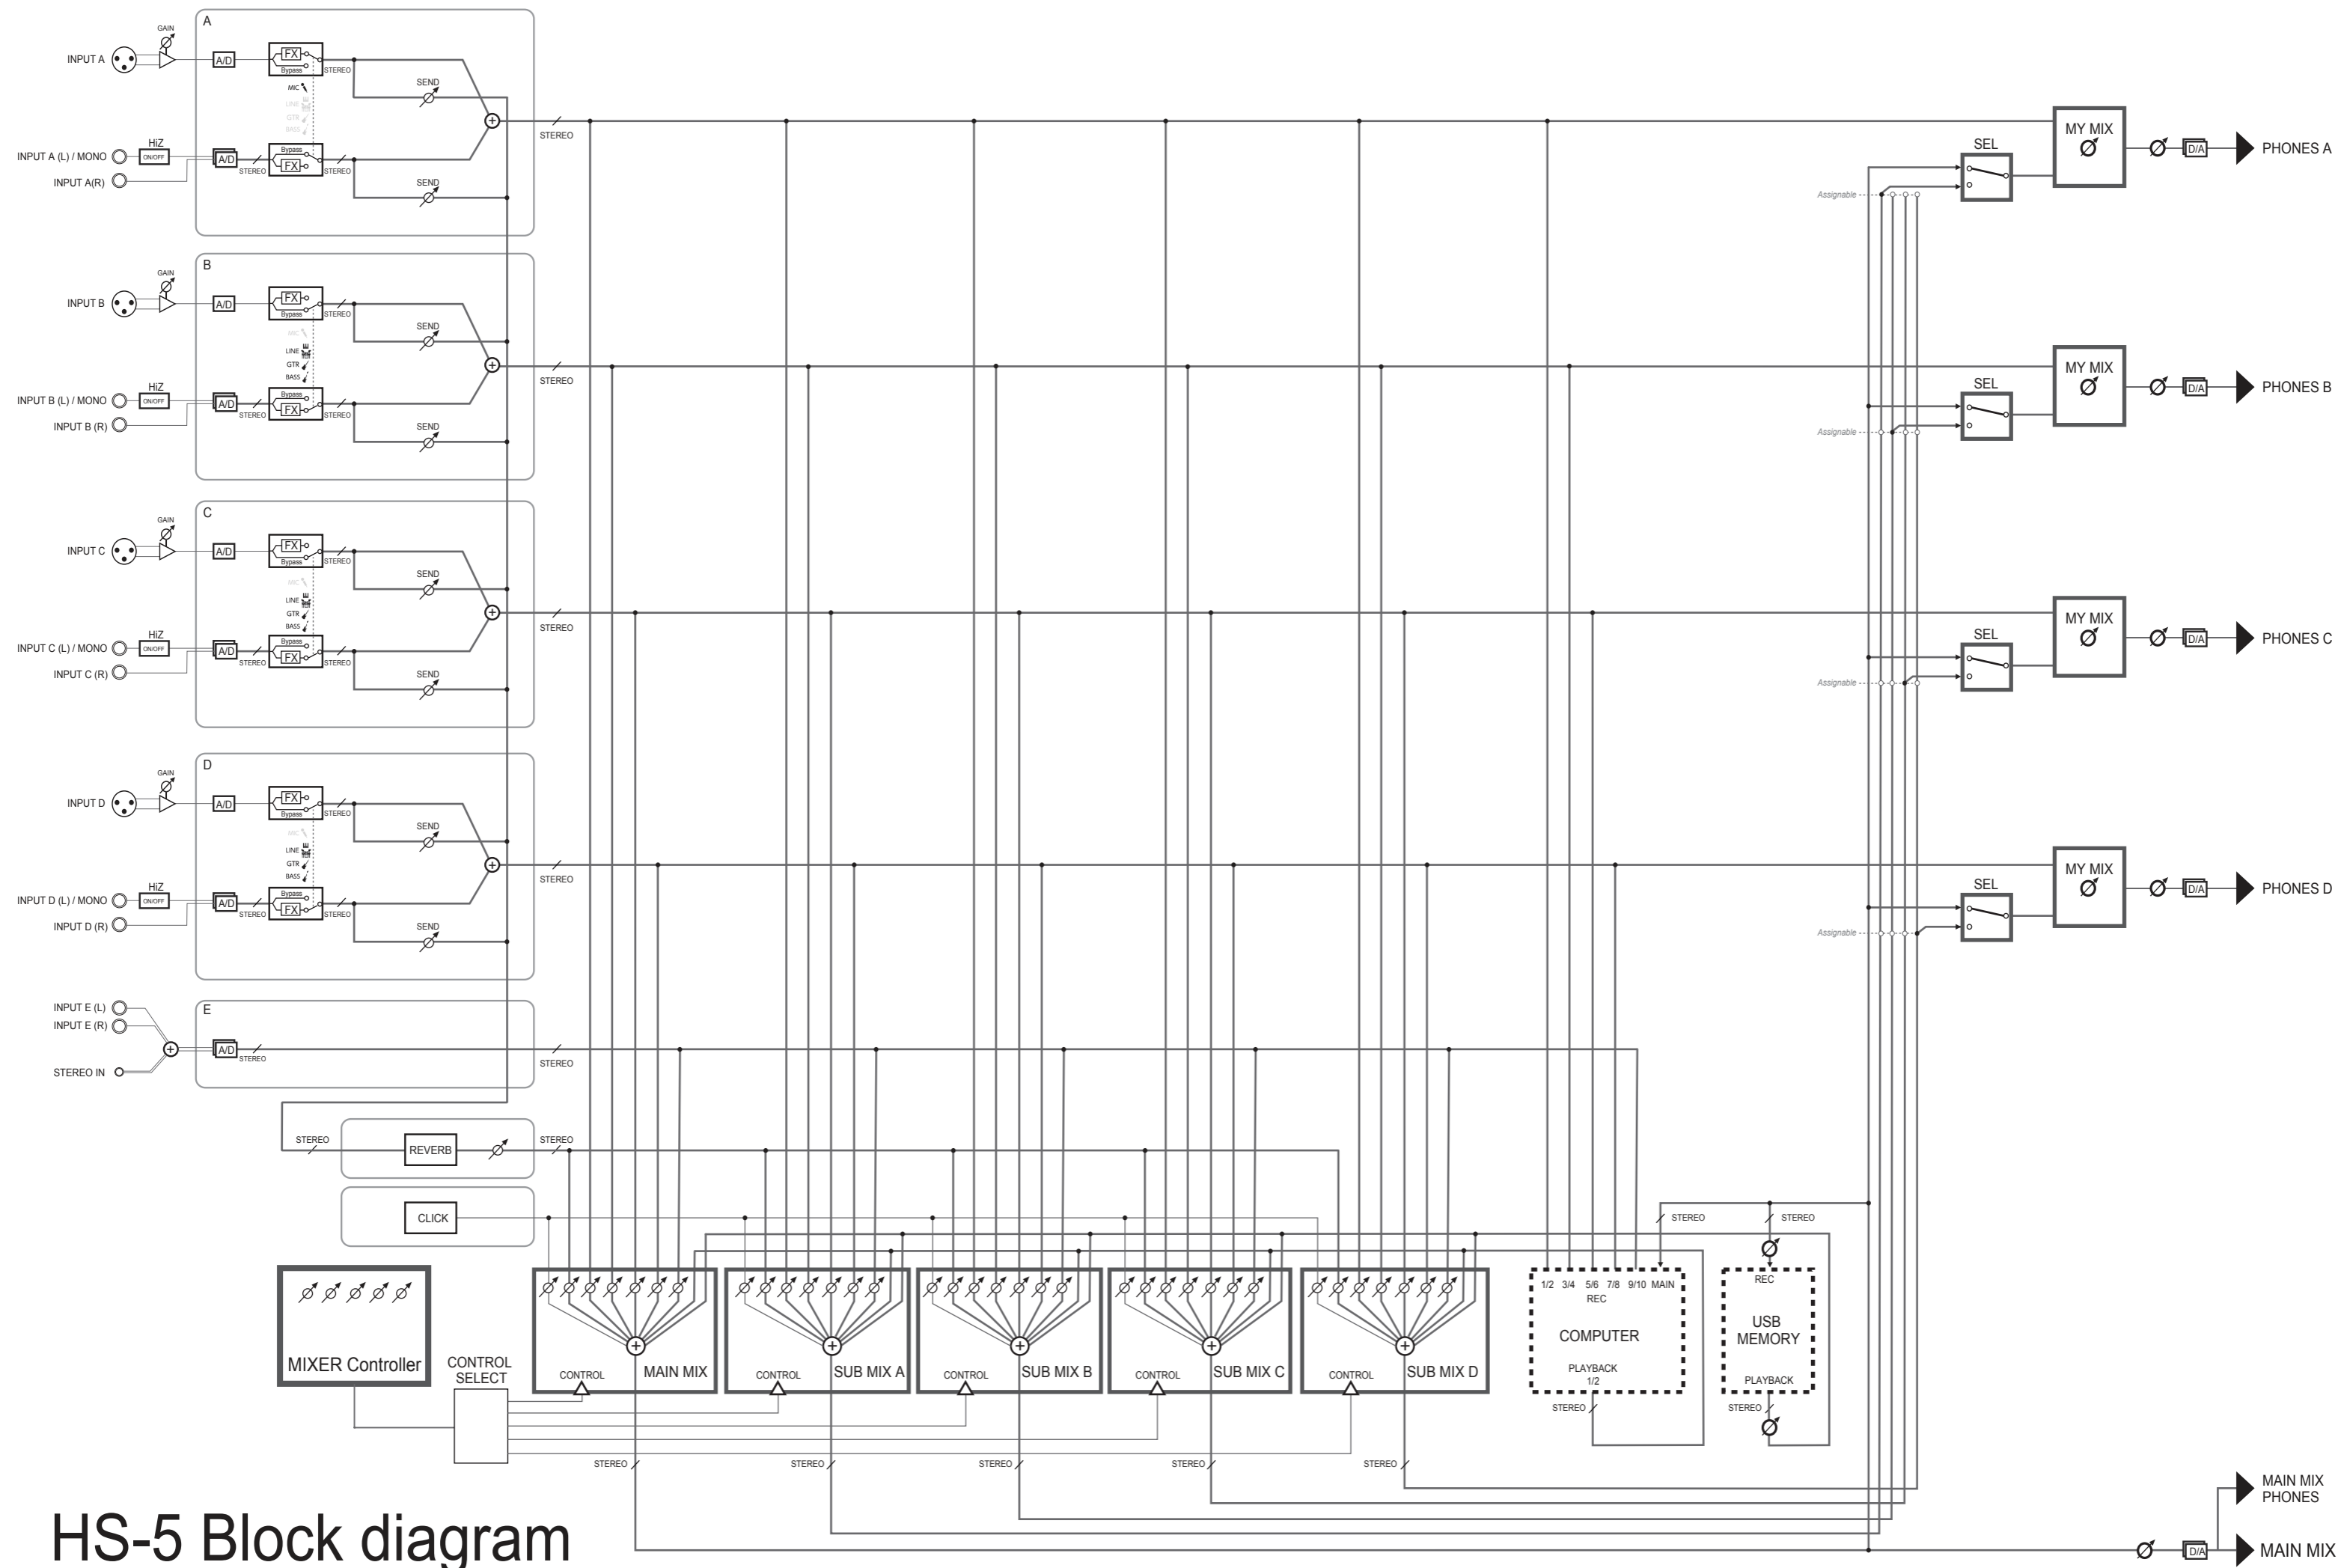 A
GAIN
INPUT A
A/D
FX
Bypass
STEREO
SEND
MIC
LINE
GTR
BASS
HiZ
INPUT A (L) / MONO
ON/OFF
A/D
STEREO
Bypass
FX
STEREO
INPUT A(R)
SEND
STEREO
MY MIX
SEL
D/A
PHONES A
Assignable
B
GAIN
INPUT B
A/D
FX
Bypass
STEREO
SEND
MIC
LINE
GTR
BASS
HiZ
INPUT B (L) / MONO
ON/OFF
A/D
STEREO
Bypass
FX
STEREO
INPUT B (R)
SEND
STEREO
MY MIX
SEL
D/A
PHONES B
Assignable
C
GAIN
INPUT C
A/D
FX
Bypass
STEREO
SEND
MIC
LINE
GTR
BASS
HiZ
INPUT C (L) / MONO
ON/OFF
A/D
STEREO
Bypass
FX
STEREO
INPUT C (R)
SEND
STEREO
MY MIX
SEL
D/A
PHONES C
Assignable
D
GAIN
INPUT D
A/D
FX
Bypass
STEREO
SEND
MIC
LINE
GTR
BASS
HiZ
INPUT D (L) / MONO
ON/OFF
A/D
STEREO
Bypass
FX
STEREO
INPUT D (R)
SEND
STEREO
MY MIX
SEL
D/A
PHONES D
Assignable
E
INPUT E (L)
INPUT E (R)
A/D
STEREO
STEREO
STEREO IN
STEREO
REVERB
STEREO
CLICK
STEREO
STEREO
MIXER Controller
CONTROL
SELECT
CONTROL
MAIN MIX
CONTROL
SUB MIX A
CONTROL
SUB MIX B
CONTROL
SUB MIX C
CONTROL
SUB MIX D
1/2 3/4 5/6 7/8 9/10 MAIN
REC
COMPUTER
PLAYBACK
1/2
STEREO
REC
USB
MEMORY
PLAYBACK
STEREO
STEREO
STEREO
STEREO
STEREO
STEREO
MAIN MIX
PHONES
D/A
MAIN MIX
HS-5 Block diagram